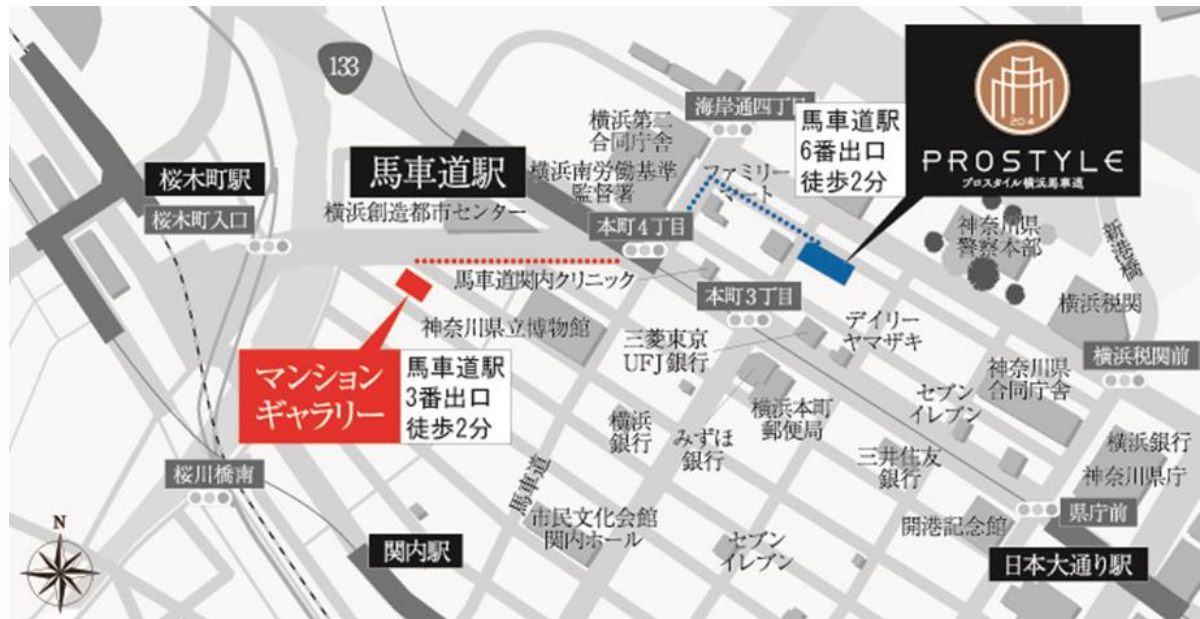 133
海岸通四丁目
横浜第二
合同庁舎
馬車道駅
6番出口
徒歩2分
2014
PROSTYLE
プロスタイル横浜馬車道
桜木町駅
桜木町入口
馬車道駅
横浜創造都市センター
横浜南労働基準
監督署
ファミリー
マート
本町4丁目
神奈川県
警察本部
新港橋
馬車道関内クリニック
本町3丁目
横浜税関
神奈川県立博物館
三菱東京
UFJ銀行
デイリー
ヤマザキ
横浜税関前
マンション
ギャラリー
馬車道駅
3番出口
徒歩2分
神奈川県
合同庁舎
セブン
イレブン
横浜
銀行
みずほ
銀行
横浜本町
郵便局
三井住友
銀行
横浜銀行
神奈川県庁
桜川橋南
馬車道
市民文化会館
関内ホール
セブン
イレブン
開港記念館
県庁前
N
関内駅
日本大通り駅